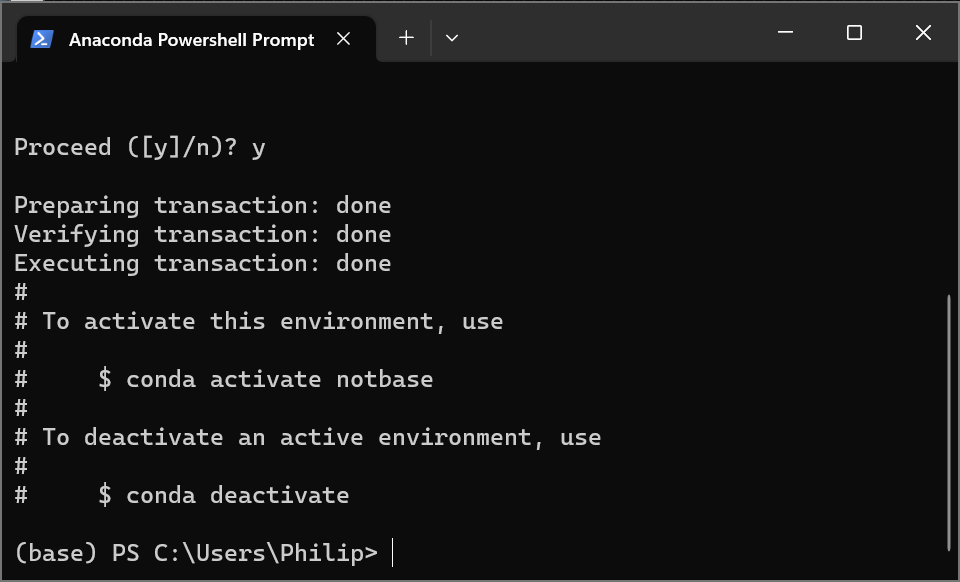 Anaconda Powershell Prompt
Proceed ([y]/n)? y
Preparing transaction: done
Verifying transaction: done
Executing transaction: done
#
# To activate this environment, use
#
#     $ conda activate notbase
#
# To deactivate an active environment, use
#
#     $ conda deactivate
(base) PS C:\Users\Philip>